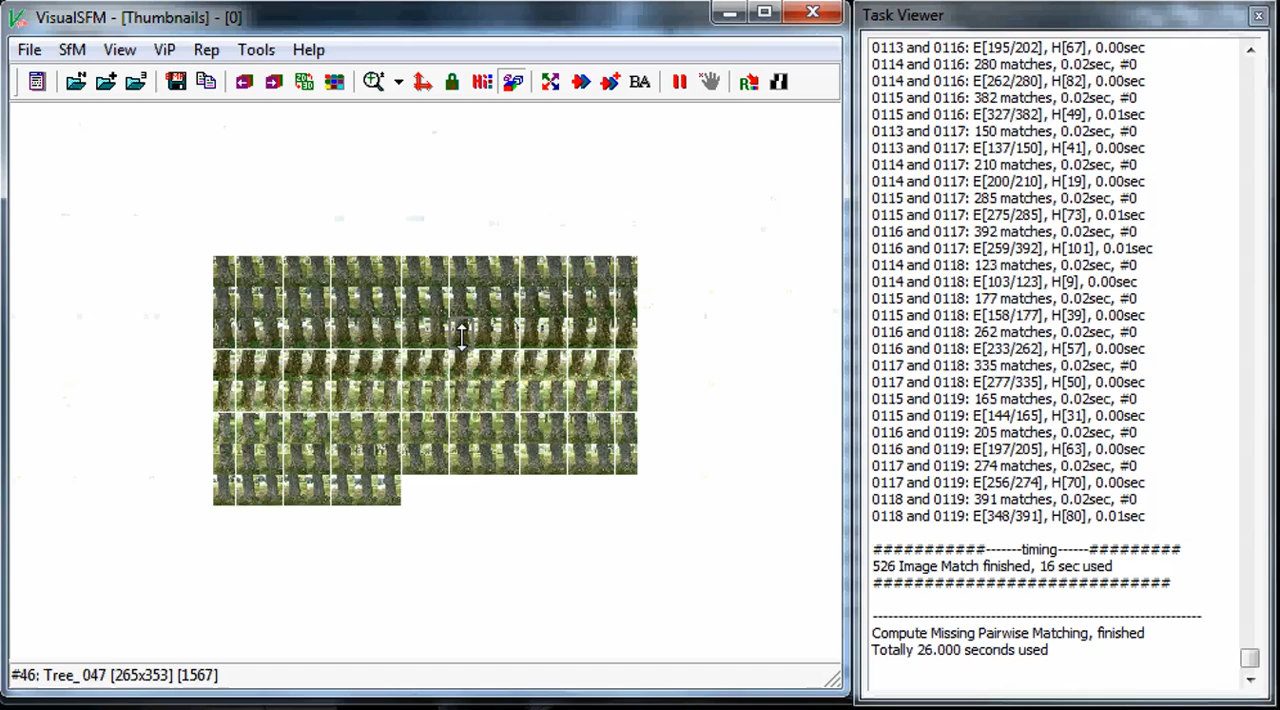 VisualSFM - [Thumbnails] - [0]
File SfM View ViP Rep Tools Help
BA
#46: Tree_047 [265x353] [1567]
Task Viewer
0113 and 0116: E[195/202], H[67], 0.00sec
0114 and 0116: 280 matches, 0.02sec, #0
0114 and 0116: E[262/280], H[82], 0.00sec
0115 and 0116: 382 matches, 0.02sec, #0
0115 and 0116: E[327/382], H[49], 0.01sec
0113 and 0117: 150 matches, 0.02sec, #0
0113 and 0117: E[137/150], H[41], 0.00sec
0114 and 0117: 210 matches, 0.02sec, #0
0114 and 0117: E[200/210], H[19], 0.00sec
0115 and 0117: 285 matches, 0.02sec, #0
0115 and 0117: E[275/285], H[73], 0.01sec
0116 and 0117: 392 matches, 0.02sec, #0
0116 and 0117: E[259/392], H[101], 0.01sec
0114 and 0118: 123 matches, 0.02sec, #0
0114 and 0118: E[103/123], H[9], 0.00sec
0115 and 0118: 177 matches, 0.02sec, #0
0115 and 0118: E[158/177], H[39], 0.00sec
0116 and 0118: 262 matches, 0.02sec, #0
0116 and 0118: E[233/262], H[57], 0.00sec
0117 and 0118: 335 matches, 0.02sec, #0
0117 and 0118: E[277/335], H[50], 0.00sec
0115 and 0119: 165 matches, 0.02sec, #0
0115 and 0119: E[144/165], H[31], 0.00sec
0116 and 0119: 205 matches, 0.02sec, #0
0116 and 0119: E[197/205], H[63], 0.00sec
0117 and 0119: 274 matches, 0.02sec, #0
0117 and 0119: E[256/274], H[70], 0.00sec
0118 and 0119: 391 matches, 0.02sec, #0
0118 and 0119: E[348/391], H[80], 0.01sec
###########-------timing------#########
526 Image Match finished, 16 sec used
#############################
----------------------------------------------------------------
Compute Missing Pairwise Matching, finished
Totally 26.000 seconds used